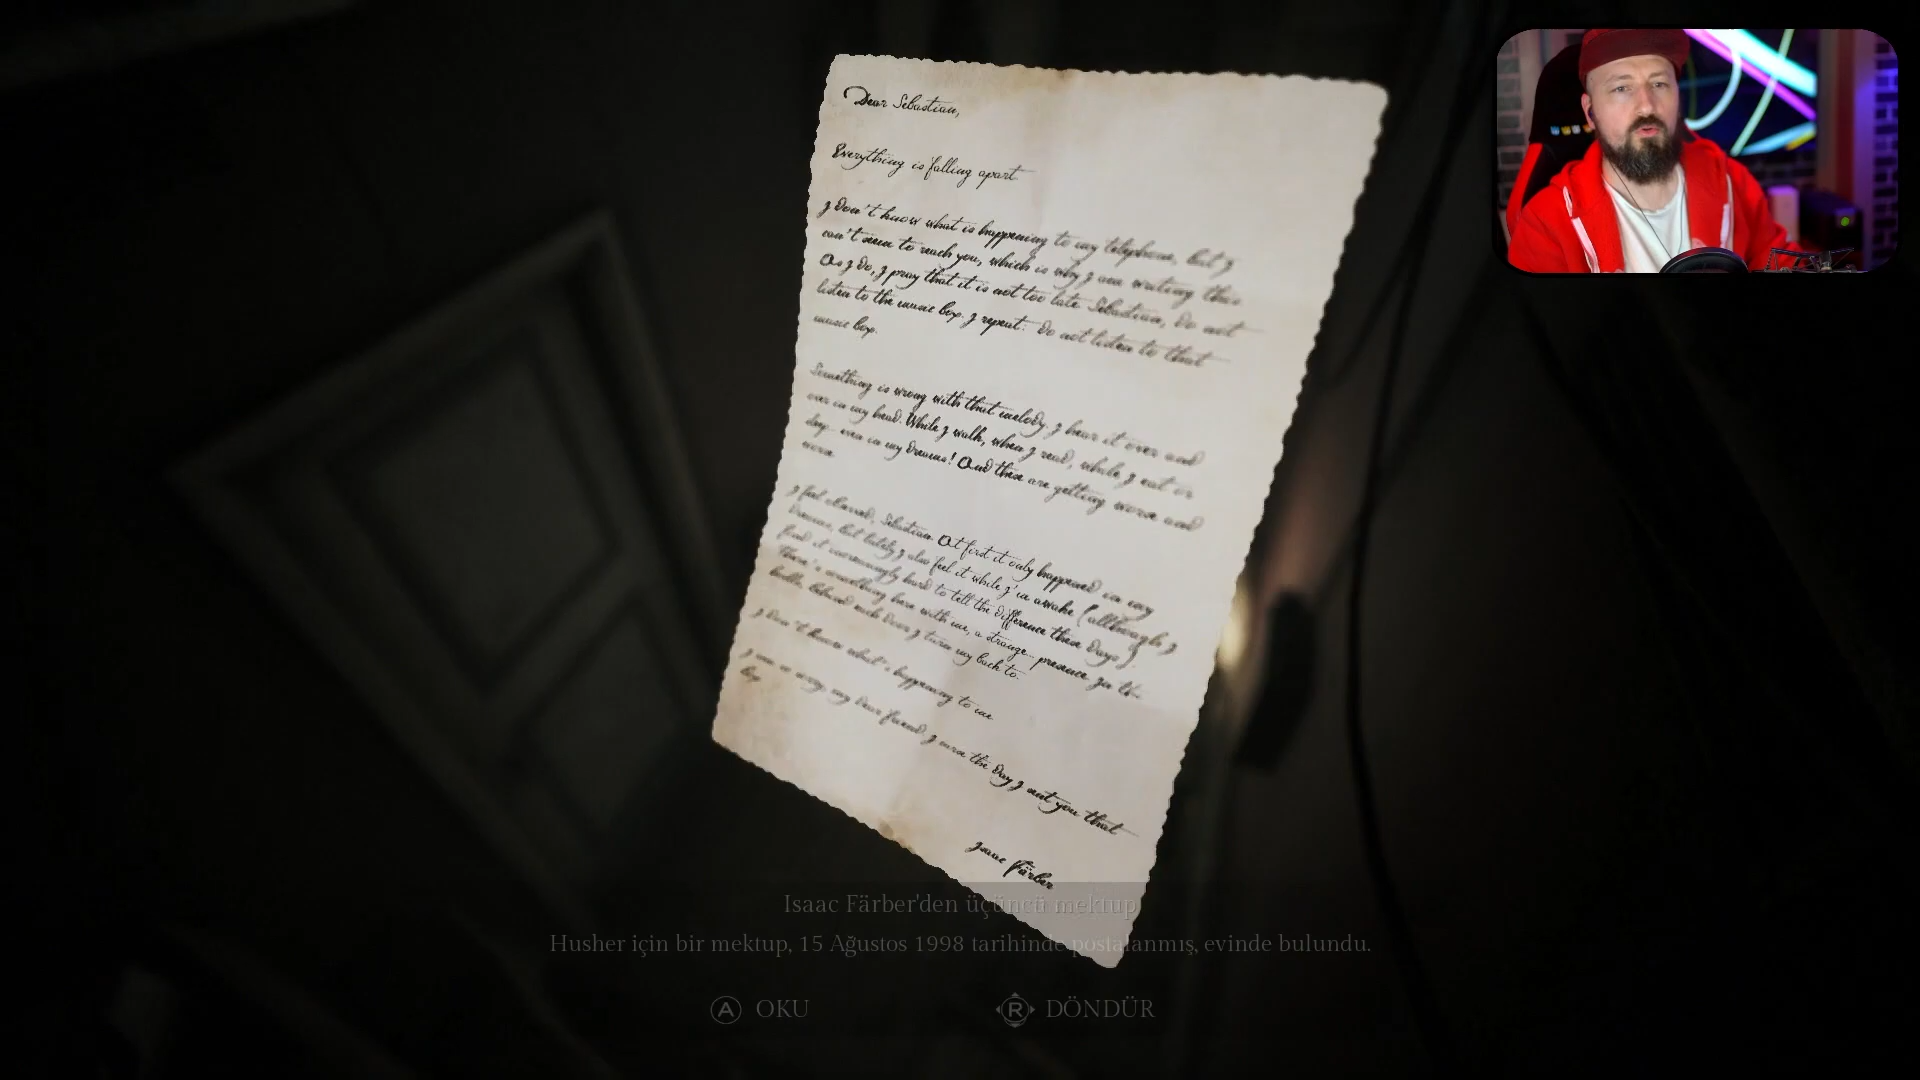 Dear Sebastian,
Everything is falling apart
I don't know what is happening to my telephone, but I
can't seem to reach you, which is why I am writing this
As I do, I pray that it is not too late Sebastian, do not
listen to the music box. I repeat: do not listen to that
music box.
Something is wrong with that melody. I hear it over and
over in my head. While I walk, when I read, while I eat or
day... even in my dreams! And these are getting worse and
worse
I feel observed, Sebastian. At first it only happened in my
dreams, but lately I also feel it while I'm awake (although I
find it increasingly hard to tell the difference these days).
There's something here with me, a strange... presence. In the
halls. Behind each door I turn my back to.
I don't know what's happening to me
I am so sorry, my dear friend. I curse the day I sent you that
box
Isaac Färber
Isaac Färber'den üçüncü mektup
Husher için bir mektup, 15 Ağustos 1998 tarihinde postalanmış, evinde bulundu.
A OKU R DÖNDÜR